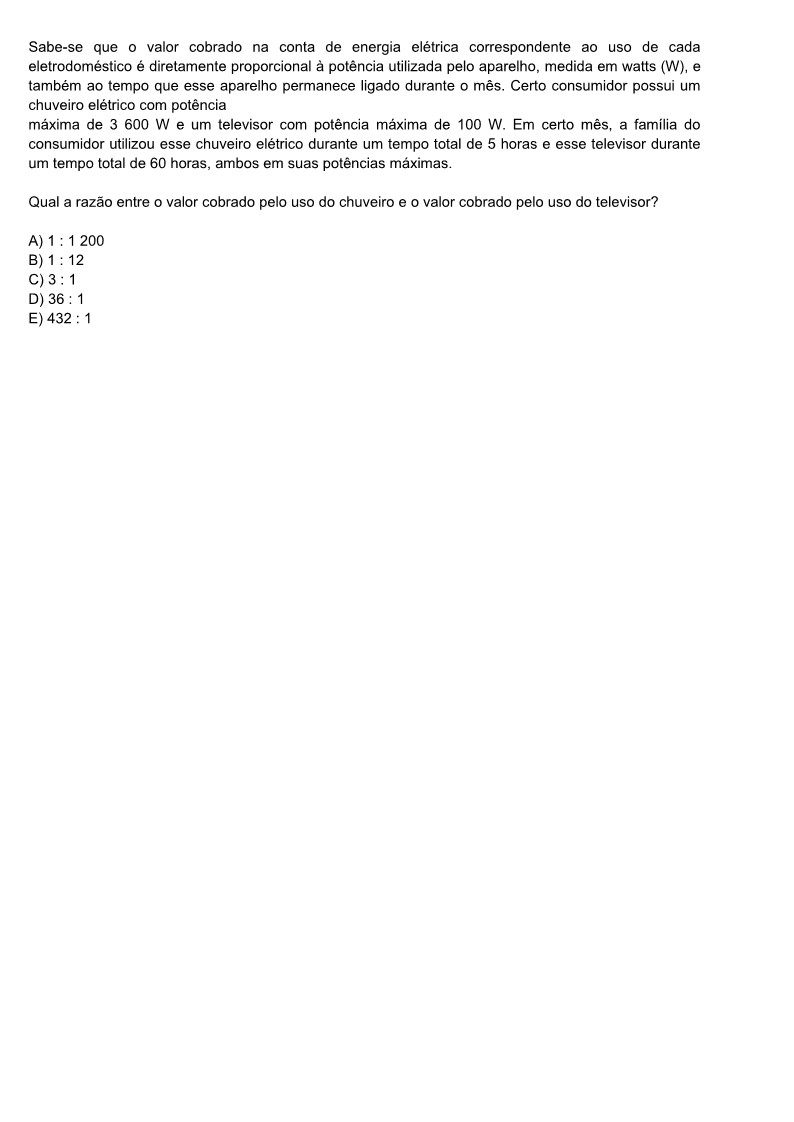 Sabe-se que o valor cobrado na conta de energia elétrica correspondente ao uso de cada
eletrodoméstico é diretamente proporcional à potência utilizada pelo aparelho, medida em watts (W), e
também ao tempo que esse aparelho permanece ligado durante o mês. Certo consumidor possui um
chuveiro elétrico com potência
máxima de 3 600 W e um televisor com potência máxima de 100 W. Em certo mês, a família do
consumidor utilizou esse chuveiro elétrico durante um tempo total de 5 horas e esse televisor durante
um tempo total de 60 horas, ambos em suas potências máximas.
Qual a razão entre o valor cobrado pelo uso do chuveiro e o valor cobrado pelo uso do televisor?
A) 1 : 1 200
B) 1 : 12
C) 3 : 1
D) 36 : 1
E) 432 : 1